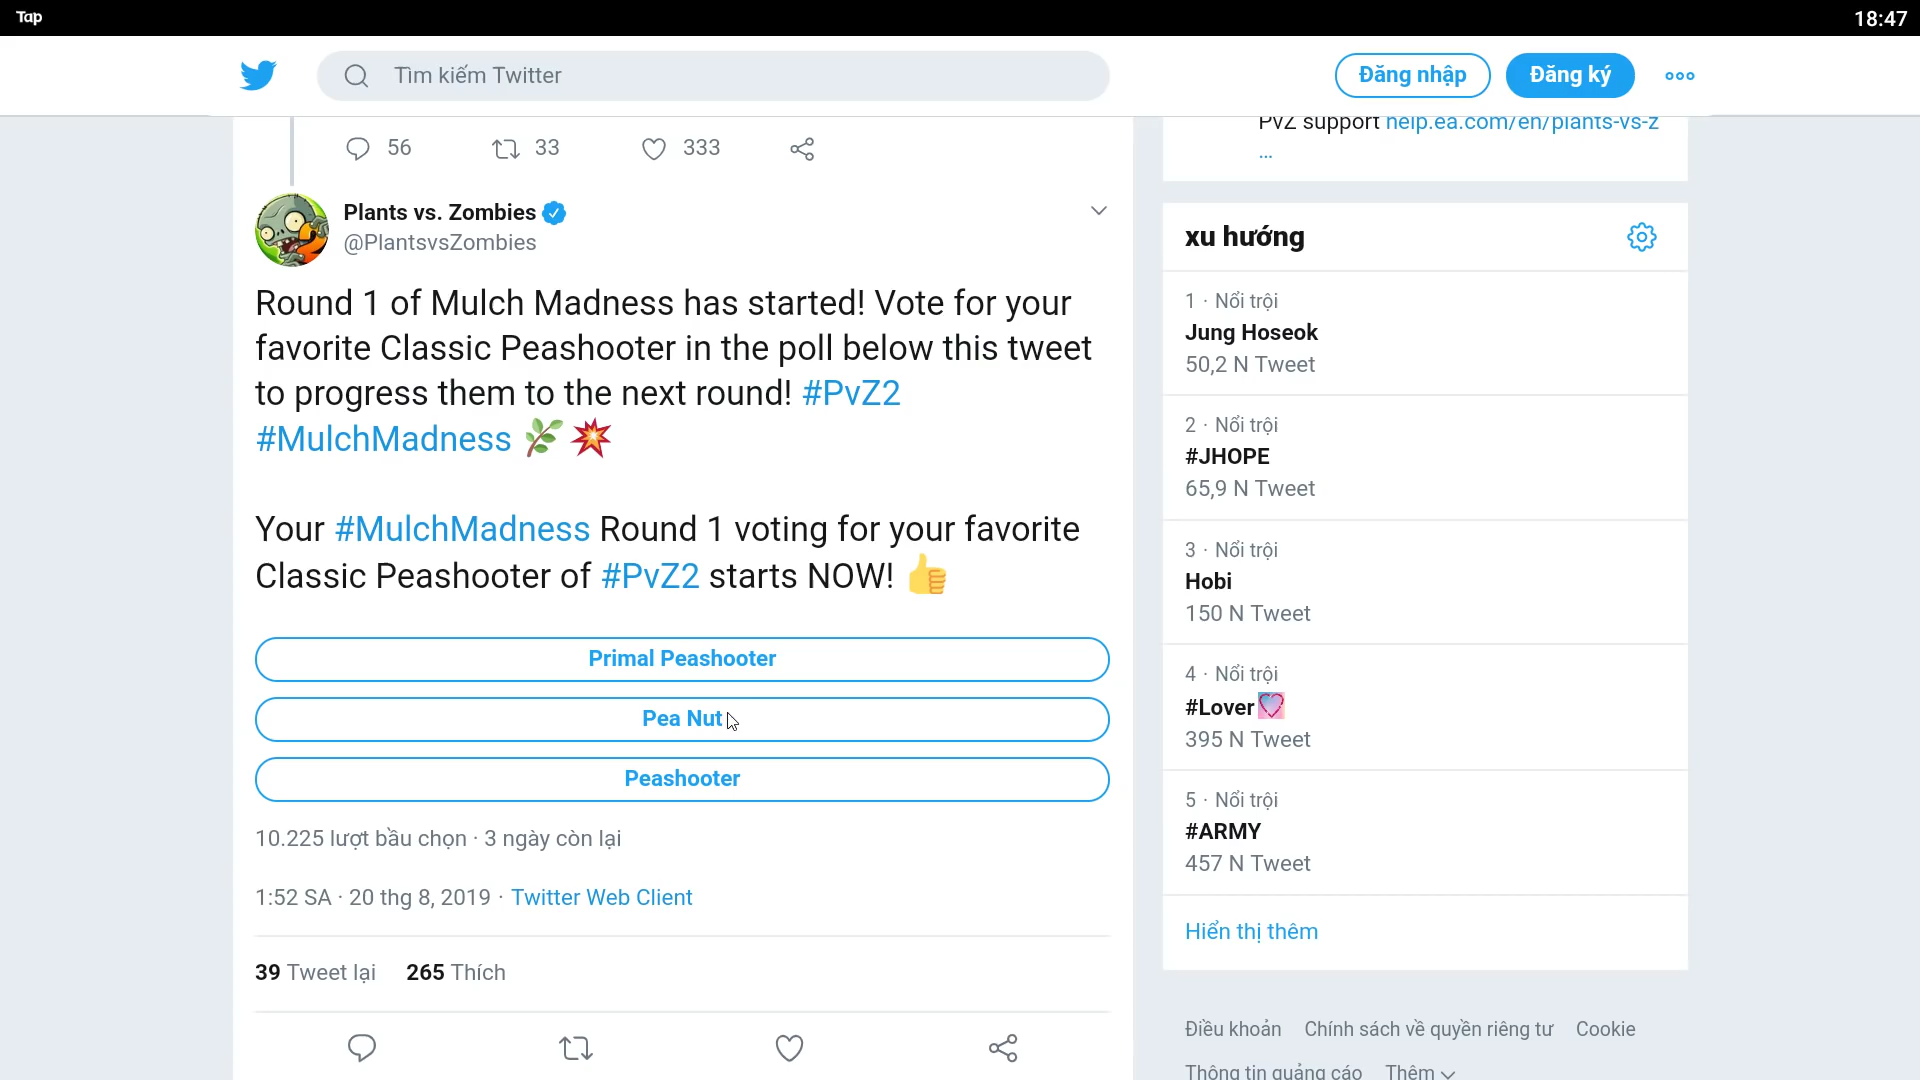 Tap
18:47
Tìm kiếm Twitter
Đăng nhập
Đăng ký
56
33
333
Plants vs. Zombies
@PlantsvsZombies
Round 1 of Mulch Madness has started! Vote for your
favorite Classic Peashooter in the poll below this tweet
to progress them to the next round! #PvZ2
#MulchMadness 🌿💥
Your #MulchMadness Round 1 voting for your favorite
Classic Peashooter of #PvZ2 starts NOW! 👍
Primal Peashooter
Pea Nut
Peashooter
10.225 lượt bầu chọn · 3 ngày còn lại
1:52 SA · 20 thg 8, 2019 · Twitter Web Client
39 Tweet lại 265 Thích
PvZ support help.ea.com/en/plants-vs-z
...
xu hướng
1 · Nổi trội
Jung Hoseok
50,2 N Tweet
2 · Nổi trội
#JHOPE
65,9 N Tweet
3 · Nổi trội
Hobi
150 N Tweet
4 · Nổi trội
#Lover
395 N Tweet
5 · Nổi trội
#ARMY
457 N Tweet
Hiển thị thêm
Điều khoản Chính sách về quyền riêng tư Cookie
Thông tin quảng cáo Thêm